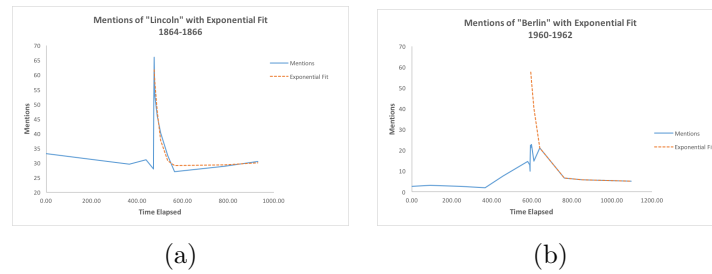 Mentions of "Lincoln" with Exponential Fit
1864-1866
70
65
60
55
50
45
40
35
30
25
20
Mentions
0.00 200.00 400.00 600.00 800.00 1000.00
Time Elapsed
Mentions
Exponential Fit
(a)
Mentions of "Berlin" with Exponential Fit
1960-1962
70
60
50
40
30
20
10
0
Mentions
0.00 200.00 400.00 600.00 800.00 1000.00 1200.00
Time Elapsed
Mentions
Exponential Fit
(b)